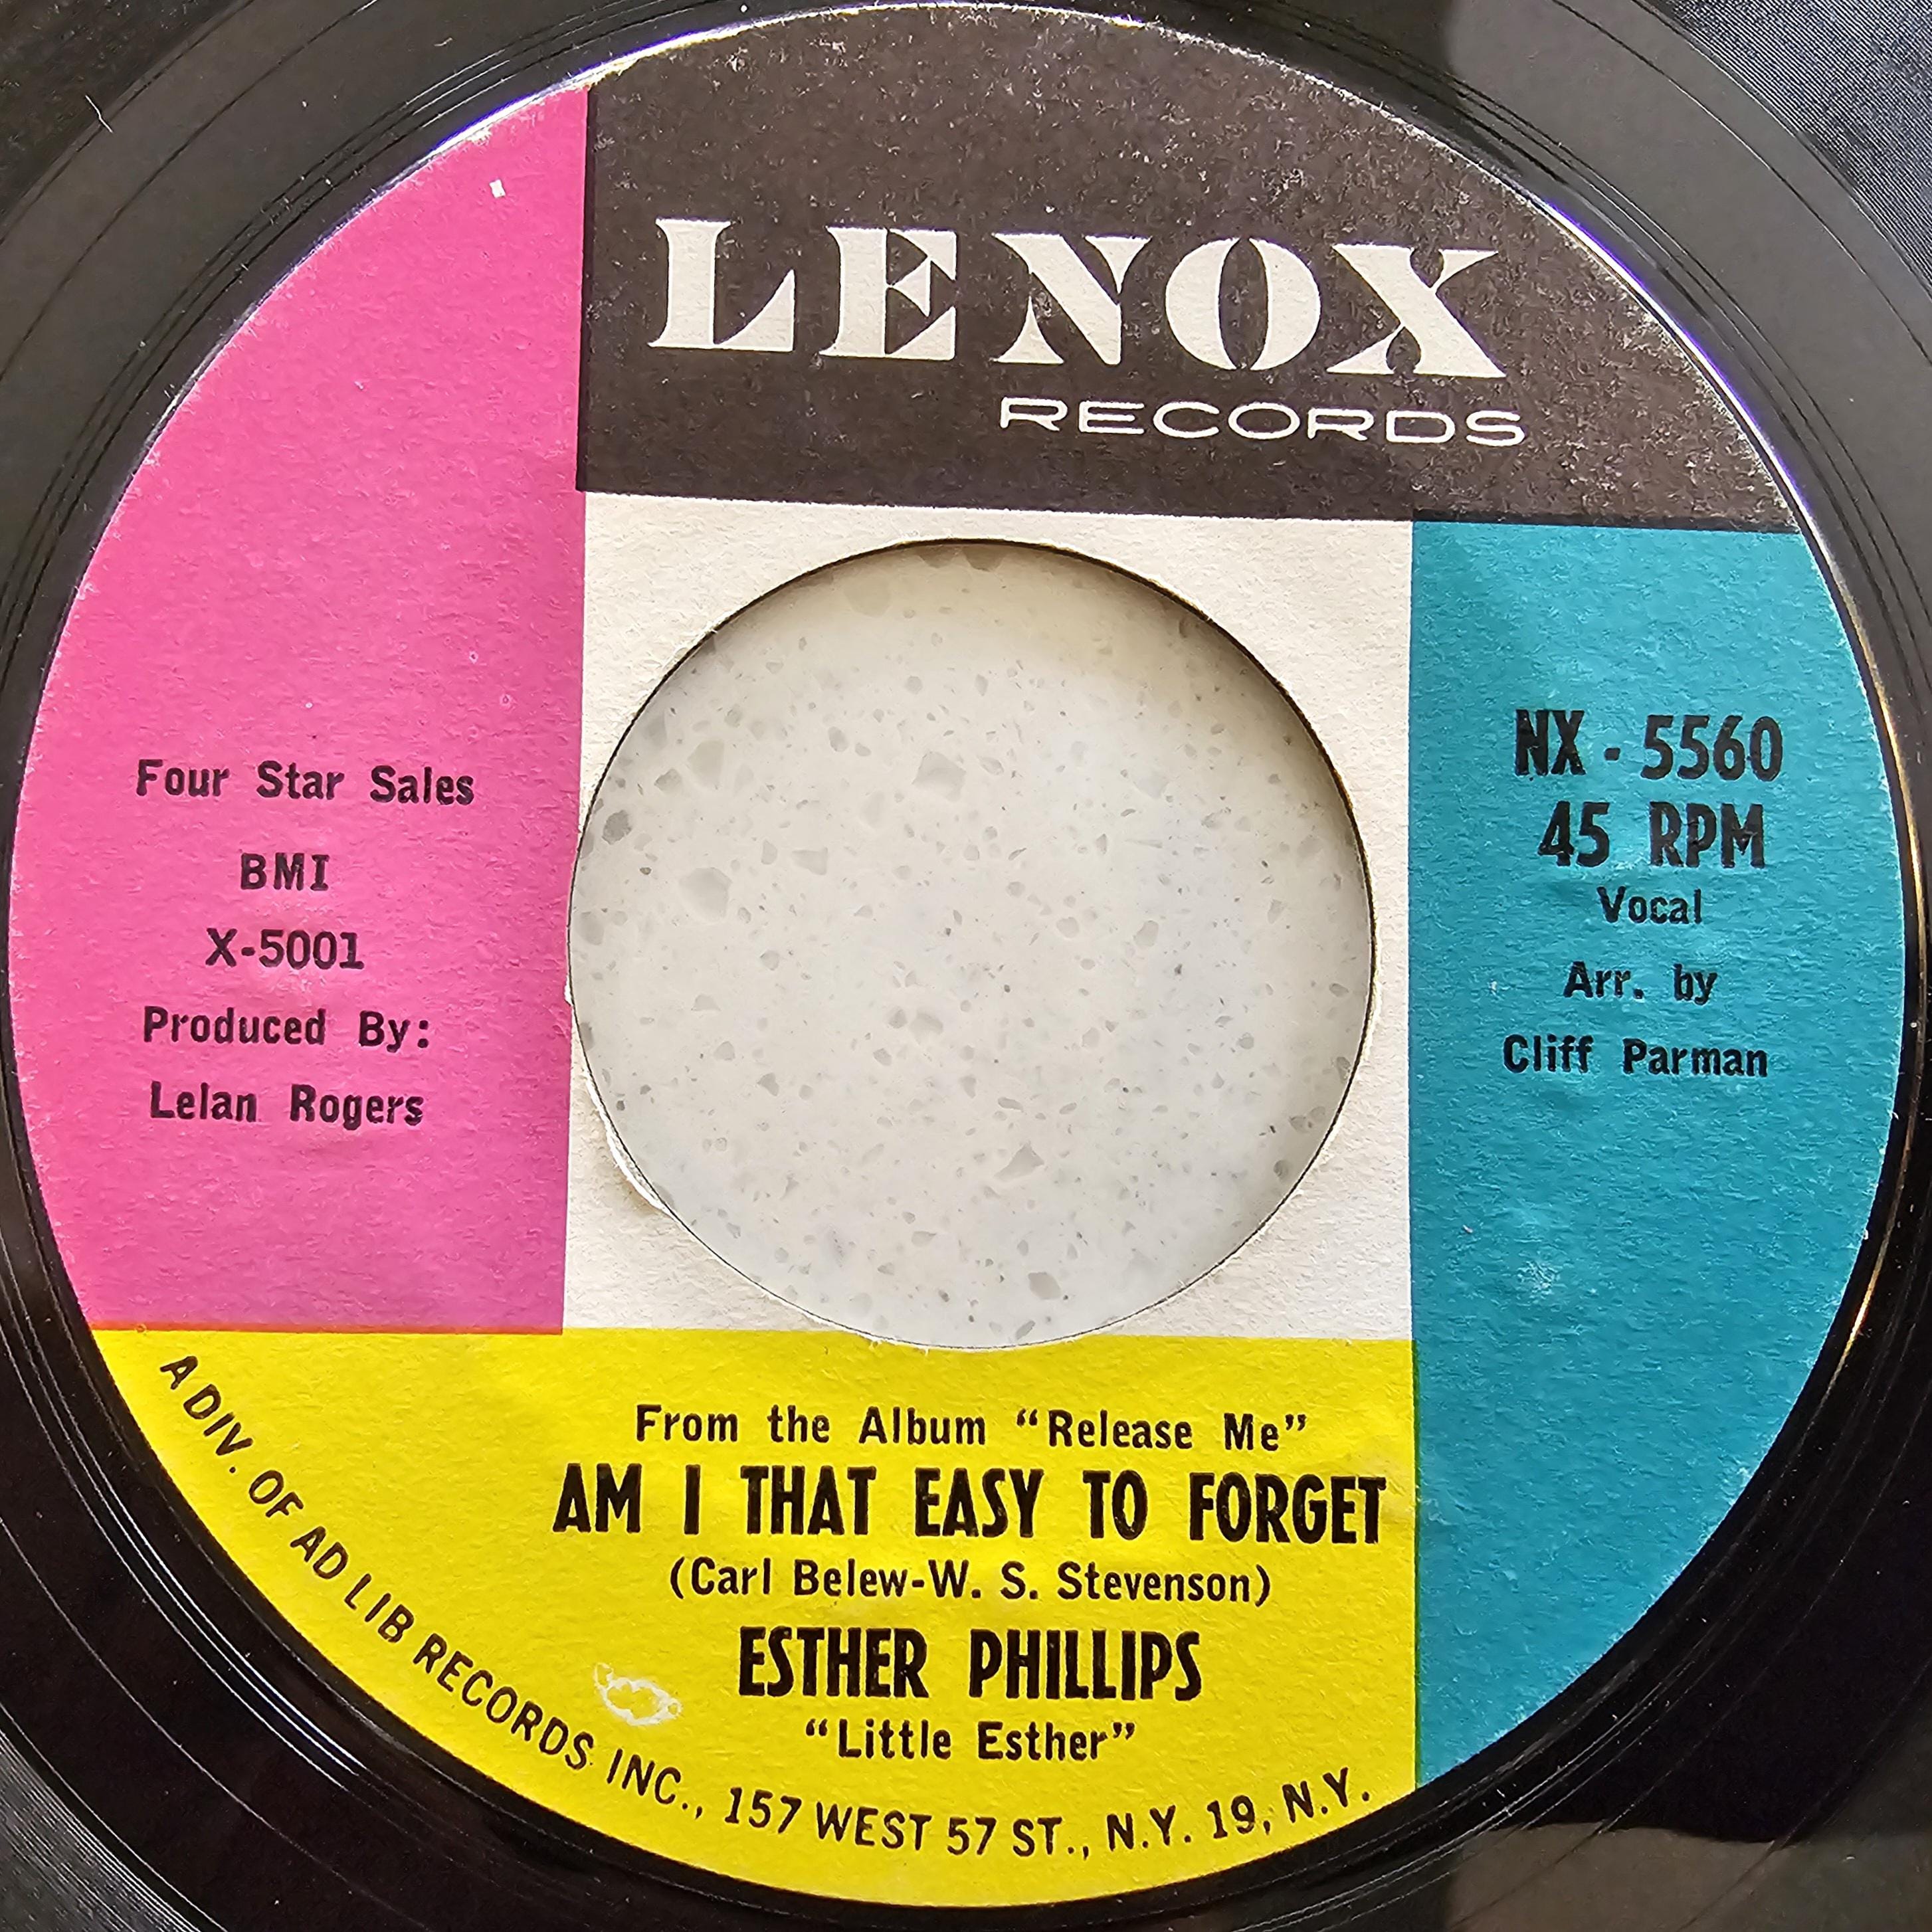 LENOX
RECORDS
Four Star Sales
BMI
X-5001
Produced By:
Lelan Rogers
NX - 5560
45 RPM
Vocal
Arr. by
Cliff Parman
From the Album “Release Me”
AM I THAT EASY TO FORGET
(Carl Belew-W. S. Stevenson)
ESTHER PHILLIPS
“Little Esther”
A DIV. OF AD LIB RECORDS INC., 157 WEST 57 ST., N.Y. 19, N.Y.